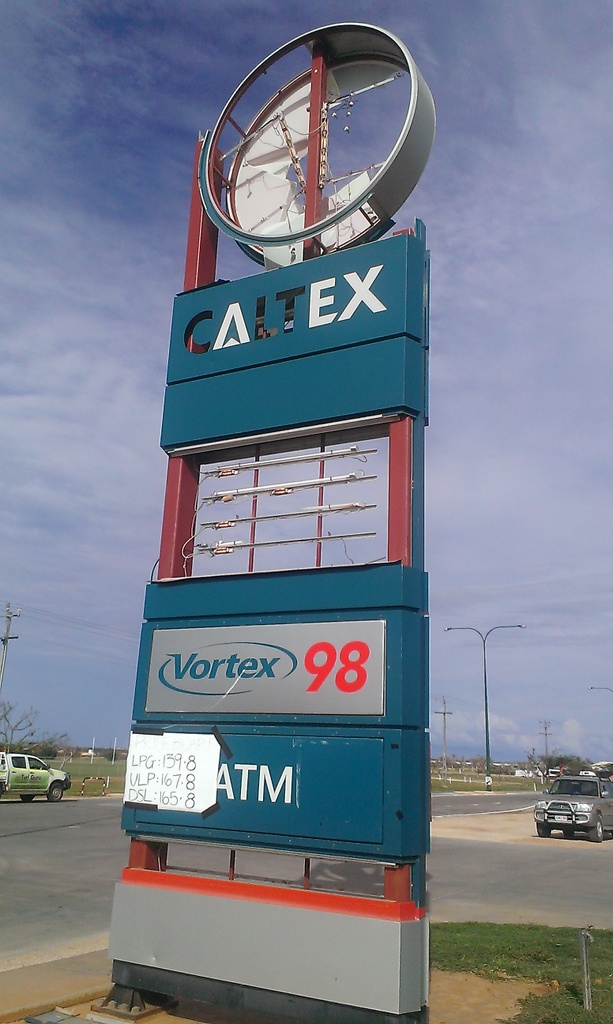 CALTEX
Vortex 98
LPG: 139.8
ULP: 167.8
DSL: 165.8
ATM